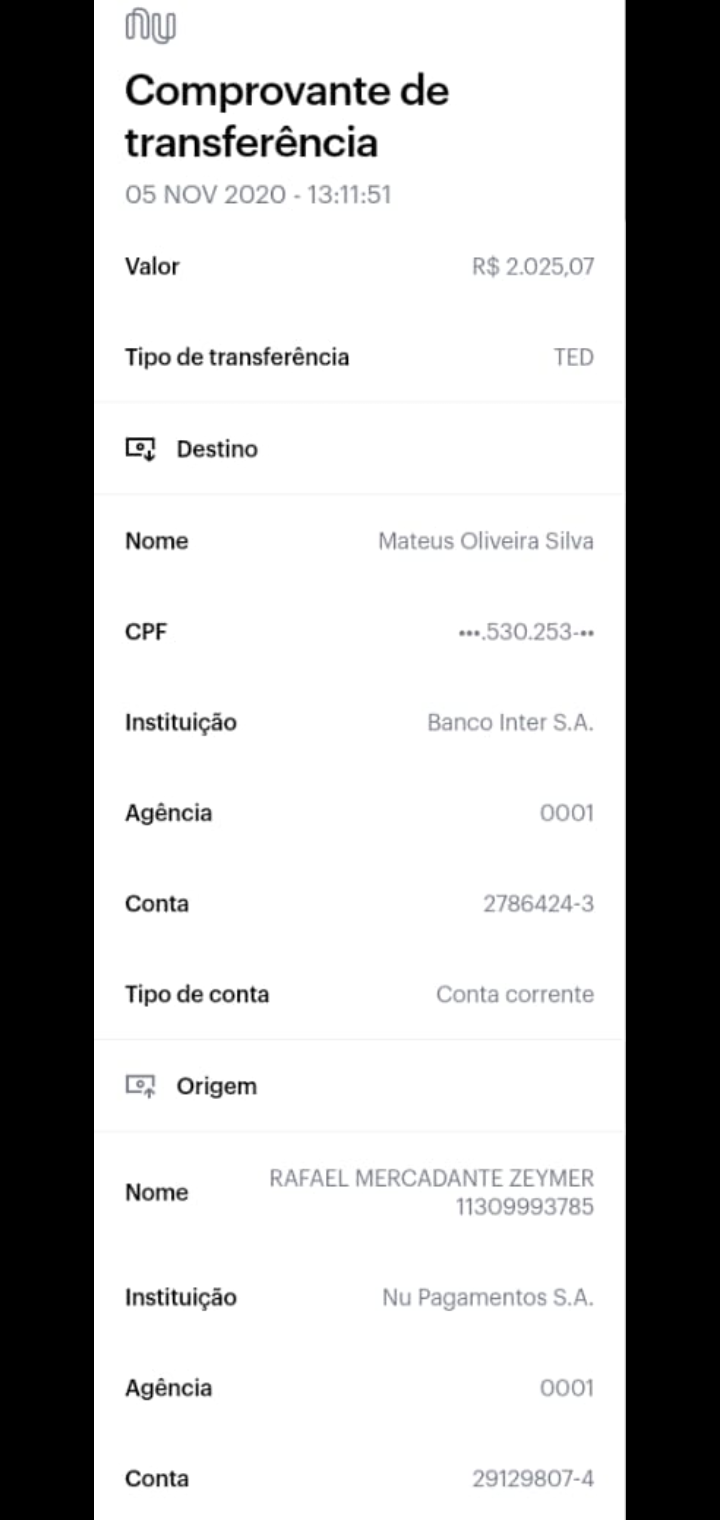 nu
Comprovante de
transferência
05 NOV 2020 - 13:11:51
Valor R$ 2.025,07
Tipo de transferência TED
Destino
Nome Mateus Oliveira Silva
CPF •••.530.253-••
Instituição Banco Inter S.A.
Agência 0001
Conta 2786424-3
Tipo de conta Conta corrente
Origem
Nome RAFAEL MERCADANTE ZEYMER
11309993785
Instituição Nu Pagamentos S.A.
Agência 0001
Conta 29129807-4